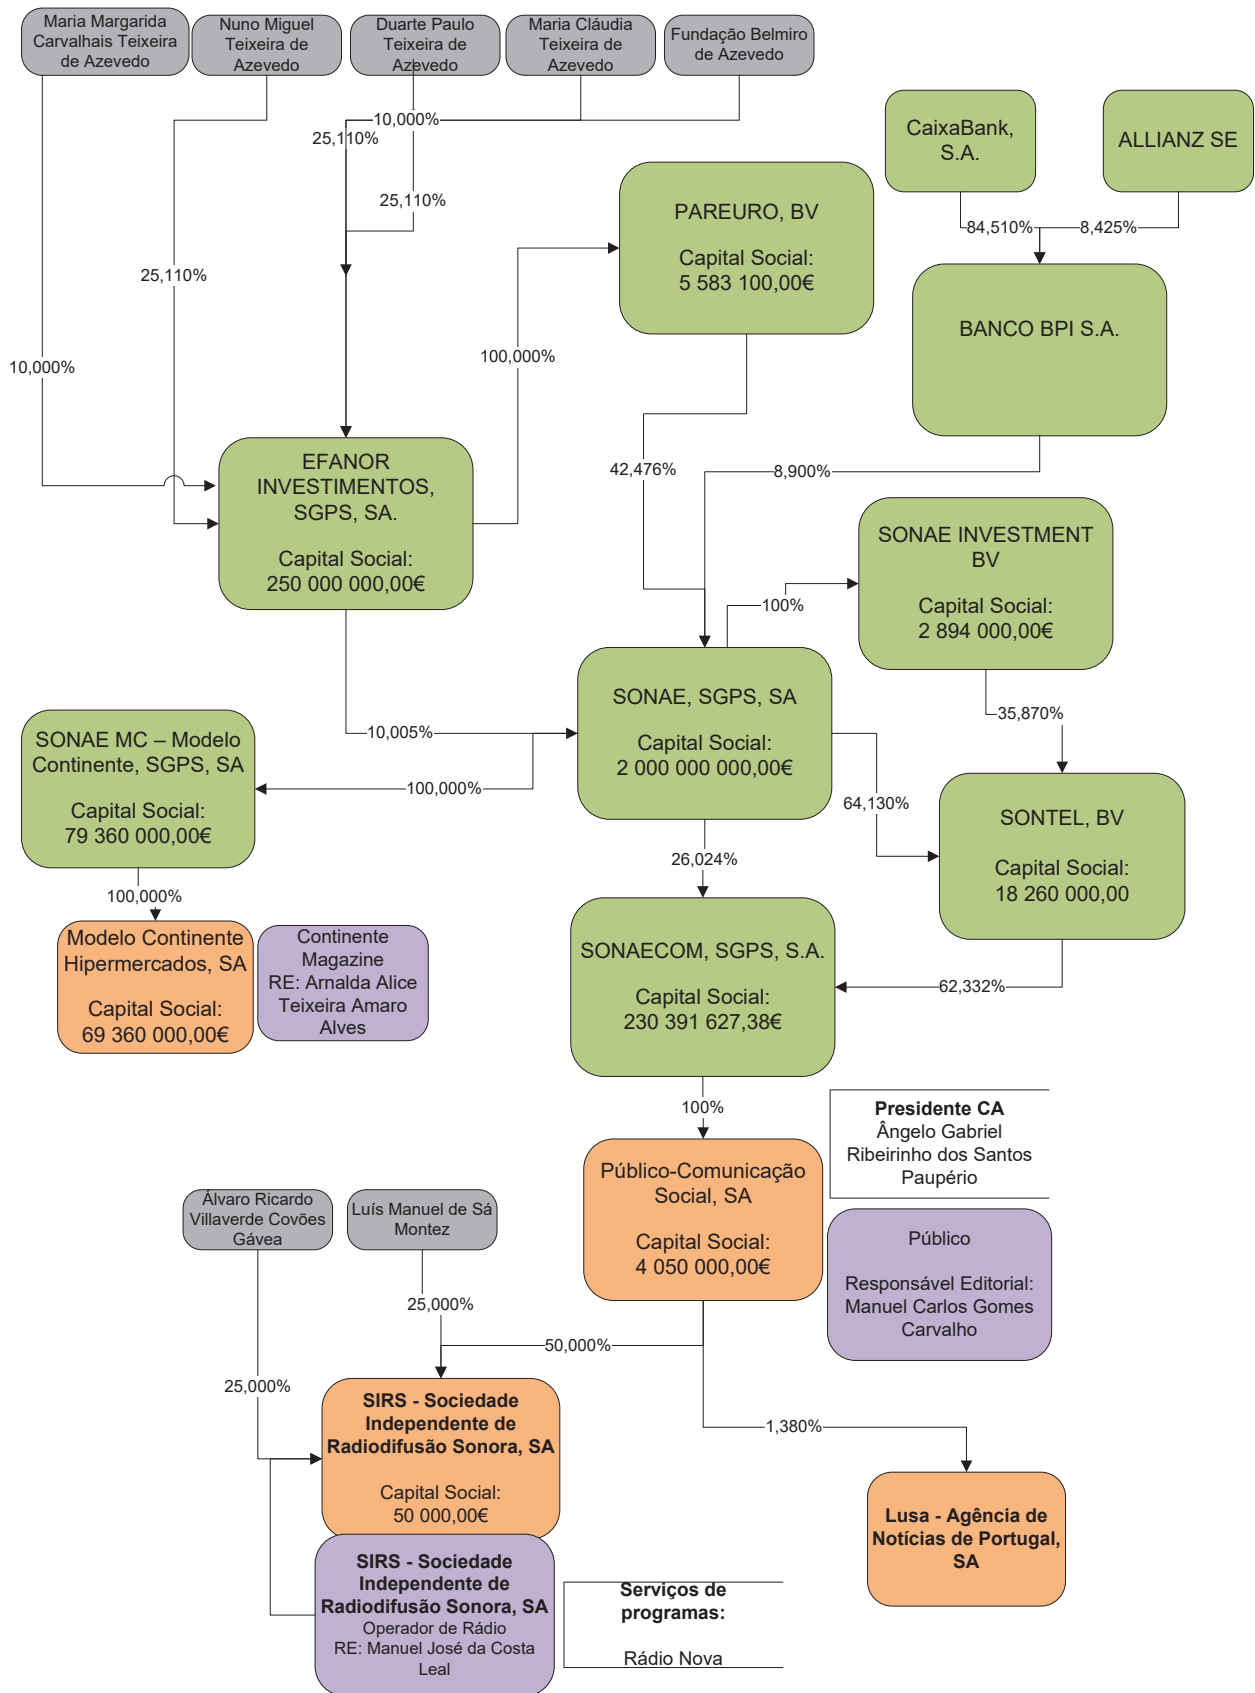 Maria Margarida
Carvalhais Teixeira
de Azevedo
Nuno Miguel
Teixeira de
Azevedo
Duarte Paulo
Teixeira de
Azevedo
Maria Cláudia
Teixeira de
Azevedo
Fundação Belmiro
de Azevedo
CaixaBank,
S.A.
ALLIANZ SE
10,000%
25,110%
25,110%
25,110%
10,000%
84,510%
8,425%
PAREURO, BV
Capital Social:
5 583 100,00€
BANCO BPI S.A.
100,000%
42,476%
8,900%
EFANOR
INVESTIMENTOS,
SGPS, SA.
Capital Social:
250 000 000,00€
SONAE INVESTMENT
BV
Capital Social:
2 894 000,00€
100%
35,870%
SONAE, SGPS, SA
Capital Social:
2 000 000 000,00€
10,005%
SONAE MC – Modelo
Continente, SGPS, SA
Capital Social:
79 360 000,00€
100,000%
64,130%
SONTEL, BV
Capital Social:
18 260 000,00
26,024%
100,000%
Modelo Continente
Hipermercados, SA
Capital Social:
69 360 000,00€
Continente
Magazine
RE: Arnalda Alice
Teixeira Amaro
Alves
SONAECOM, SGPS, S.A.
Capital Social:
230 391 627,38€
62,332%
100%
Presidente CA
Ângelo Gabriel
Ribeirinho dos Santos
Paupério
Público-Comunicação
Social, SA
Capital Social:
4 050 000,00€
Público
Responsável Editorial:
Manuel Carlos Gomes
Carvalho
Álvaro Ricardo
Villaverde Covões
Gávea
Luís Manuel de Sá
Montez
25,000%
50,000%
25,000%
1,380%
SIRS - Sociedade
Independente de
Radiodifusão Sonora, SA
Capital Social:
50 000,00€
Lusa - Agência de
Notícias de Portugal,
SA
SIRS - Sociedade
Independente de
Radiodifusão Sonora, SA
Operador de Rádio
RE: Manuel José da Costa
Leal
Serviços de
programas:
Rádio Nova